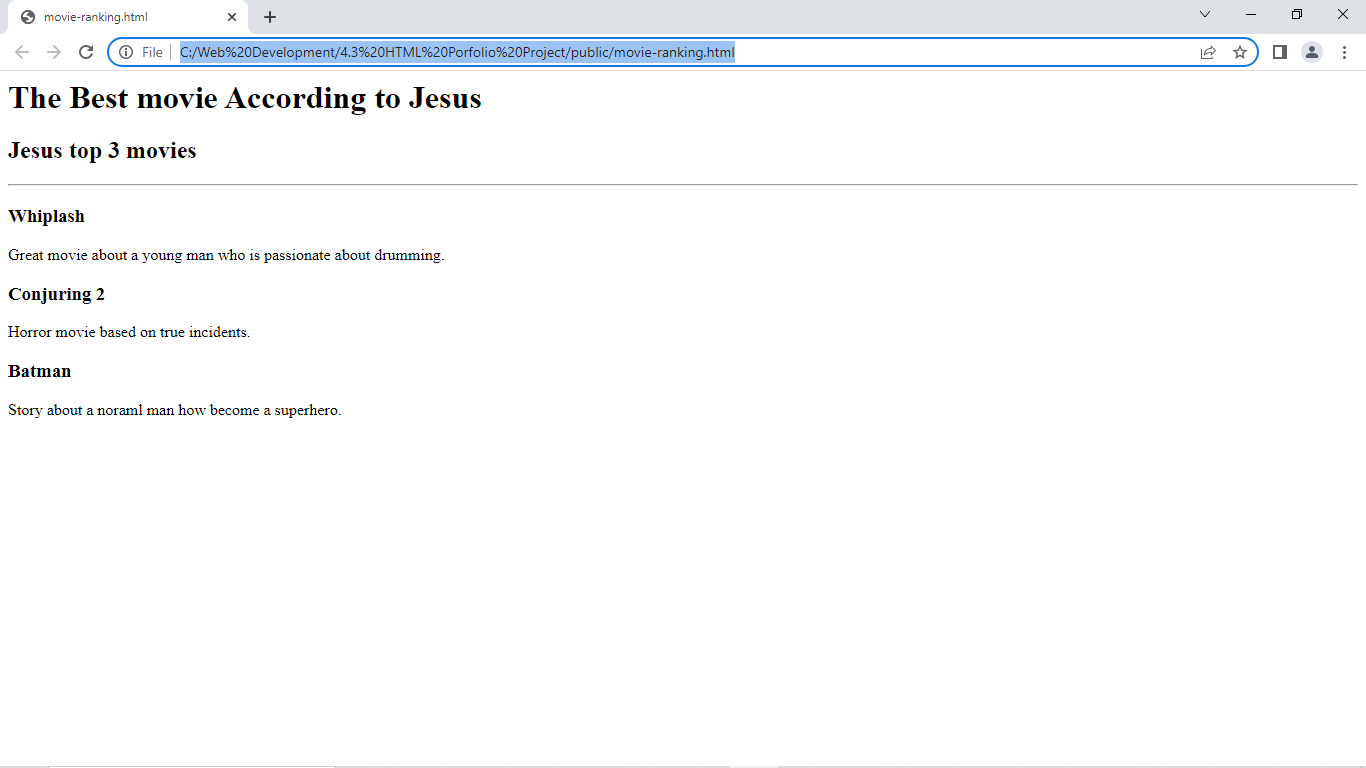 movie-ranking.html
File
C:/Web%20Development/4.3%20HTML%20Porfolio%20Project/public/movie-ranking.html
The Best movie According to Jesus
Jesus top 3 movies
Whiplash
Great movie about a young man who is passionate about drumming.
Conjuring 2
Horror movie based on true incidents.
Batman
Story about a noraml man how become a superhero.